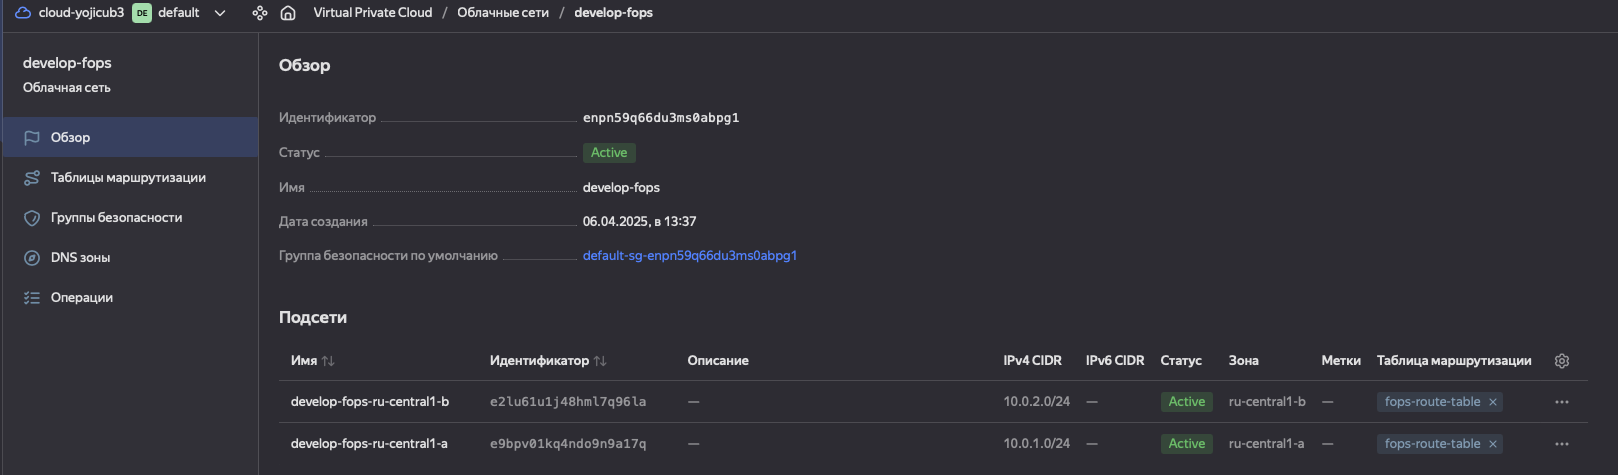 cloud-yojicub3 DE default Virtual Private Cloud / Облачные сети / develop-fops
develop-fops
Облачная сеть
Обзор
Таблицы маршрутизации
Группы безопасности
DNS зоны
Операции
Обзор
Идентификатор enpn59q66du3ms0abpg1
Статус Active
Имя develop-fops
Дата создания 06.04.2025, в 13:37
Группа безопасности по умолчанию default-sg-enpn59q66du3ms0abpg1
Подсети
Имя Идентификатор Описание IPv4 CIDR IPv6 CIDR Статус Зона Метки Таблица маршрутизации
develop-fops-ru-central1-b e2lu61u1j48hml7q96la — 10.0.2.0/24 — Active ru-central1-b — fops-route-table ×
develop-fops-ru-central1-a e9bpv01kq4ndo9n9a17q — 10.0.1.0/24 — Active ru-central1-a — fops-route-table ×